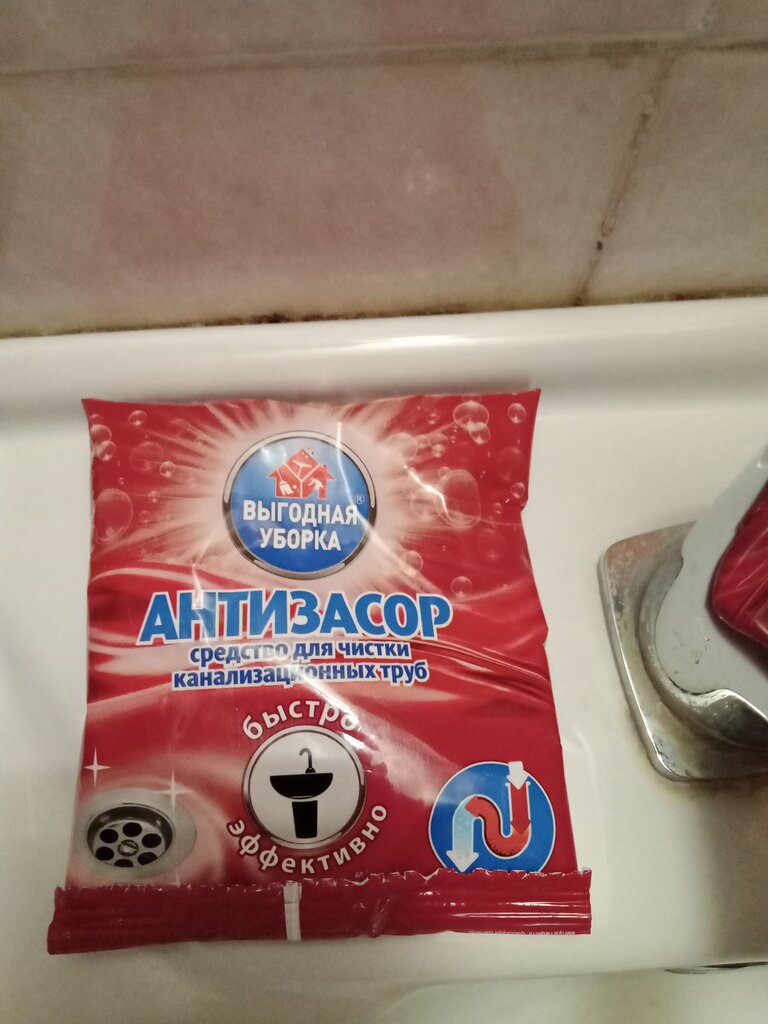 ВЫГОДНАЯ®
УБОРКА
АНТИЗАСОР
средство для чистки
канализационных труб
быстро
эффективно